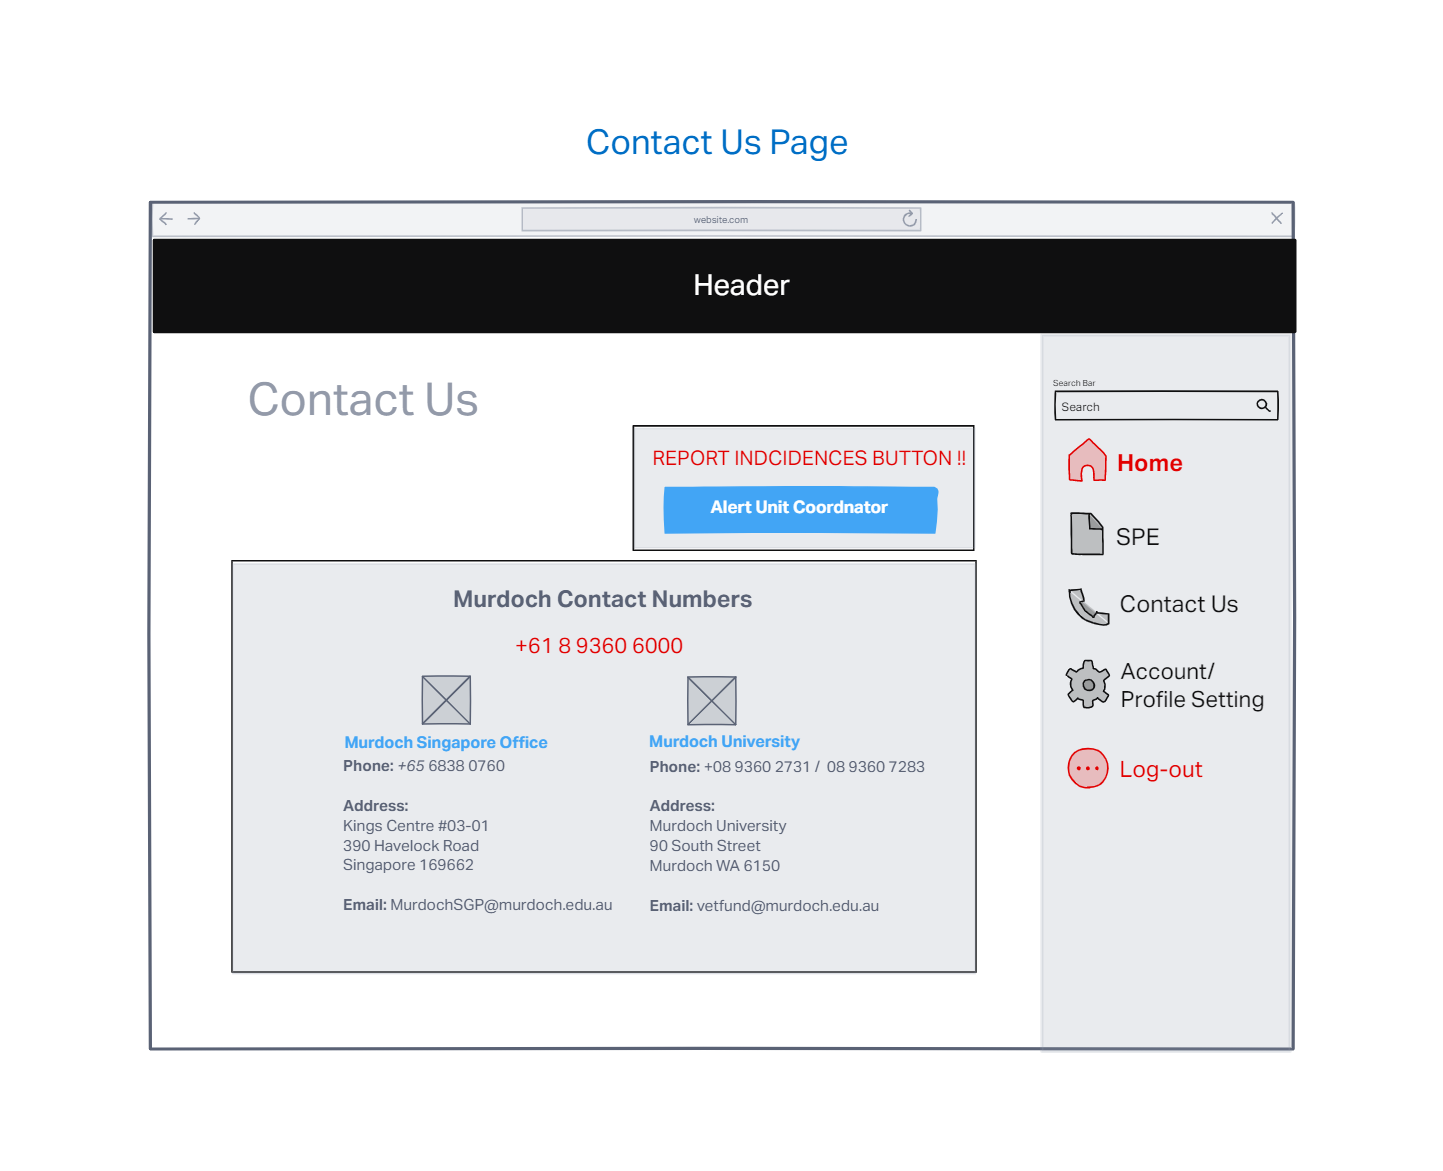 Contact Us Page
website.com
Header
Contact Us
REPORT INDCIDENCES BUTTON !!
Alert Unit Coordnator
Murdoch Contact Numbers
+61 8 9360 6000
Murdoch Singapore Office
Phone: +65 6838 0760
Address:
Kings Centre #03-01
390 Havelock Road
Singapore 169662
Email: MurdochSGP@murdoch.edu.au
Murdoch University
Phone: +08 9360 2731 / 08 9360 7283
Address:
Murdoch University
90 South Street
Murdoch WA 6150
Email: vetfund@murdoch.edu.au
Search Bar
Search
Home
SPE
Contact Us
Account/
Profile Setting
Log-out